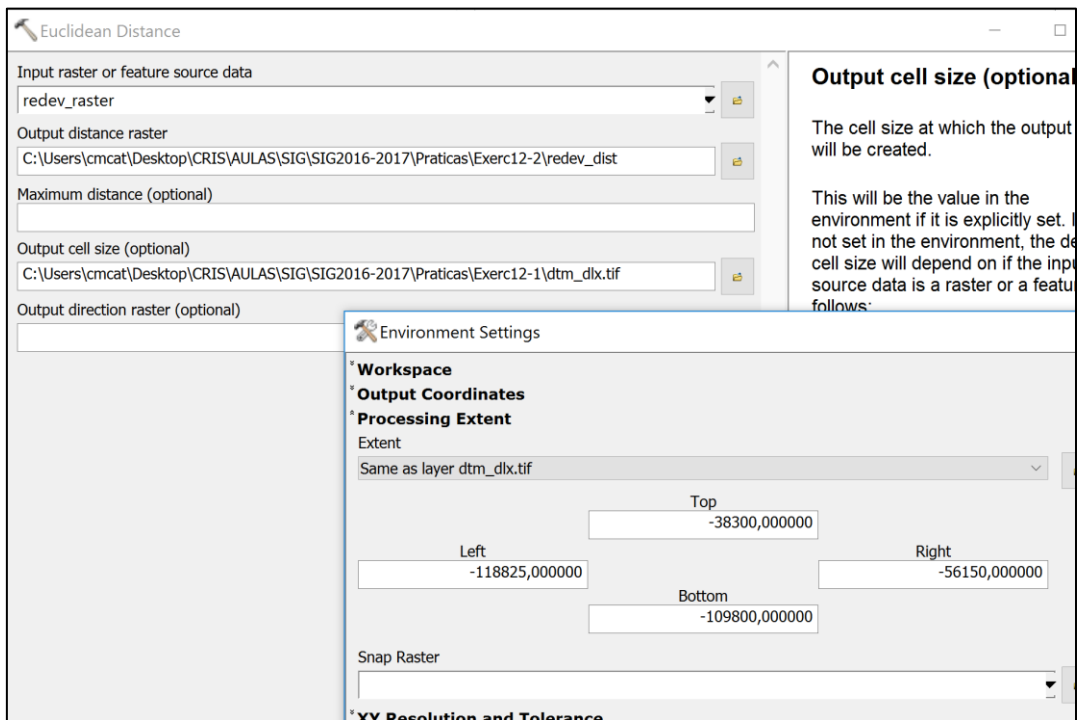 Euclidean Distance
Input raster or feature source data
redev_raster
Output distance raster
C:\Users\cmcat\Desktop\CRIS\AULAS\SIG\SIG2016-2017\Praticas\Exerc12-2\redev_dist
Maximum distance (optional)
Output cell size (optional)
C:\Users\cmcat\Desktop\CRIS\AULAS\SIG\SIG2016-2017\Praticas\Exerc12-1\dtm_dlx.tif
Output direction raster (optional)
Output cell size (optional
The cell size at which the output
will be created.
This will be the value in the
environment if it is explicitly set.
not set in the environment, the
cell size will depend on if the
source data is a raster or a
follows:
Environment Settings
Workspace
Output Coordinates
Processing Extent
Extent
Same as layer dtm_dlx.tif
Top
-38300,000000
Left
-118825,000000
Right
-56150,000000
Bottom
-109800,000000
Snap Raster
XY Resolution and Tolerance